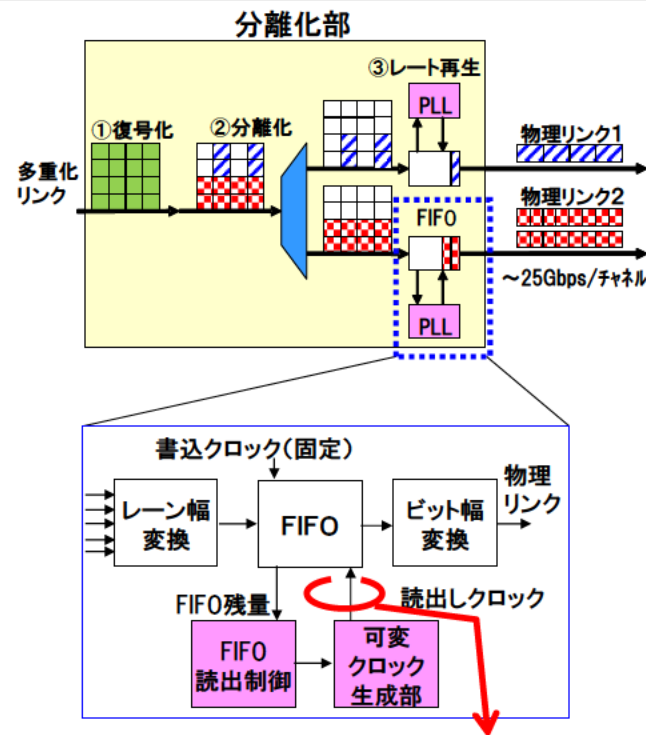 分離化部
③レート再生
①復号化
②分離化
PLL
物理リンク1
多重化
リンク
FIFO
物理リンク2
～25Gbps/チャネル
PLL
書込クロック(固定)
物理
リンク
レーン幅
変換
FIFO
ビット幅
変換
FIFO残量
読出しクロック
FIFO
読出制御
可変
クロック
生成部